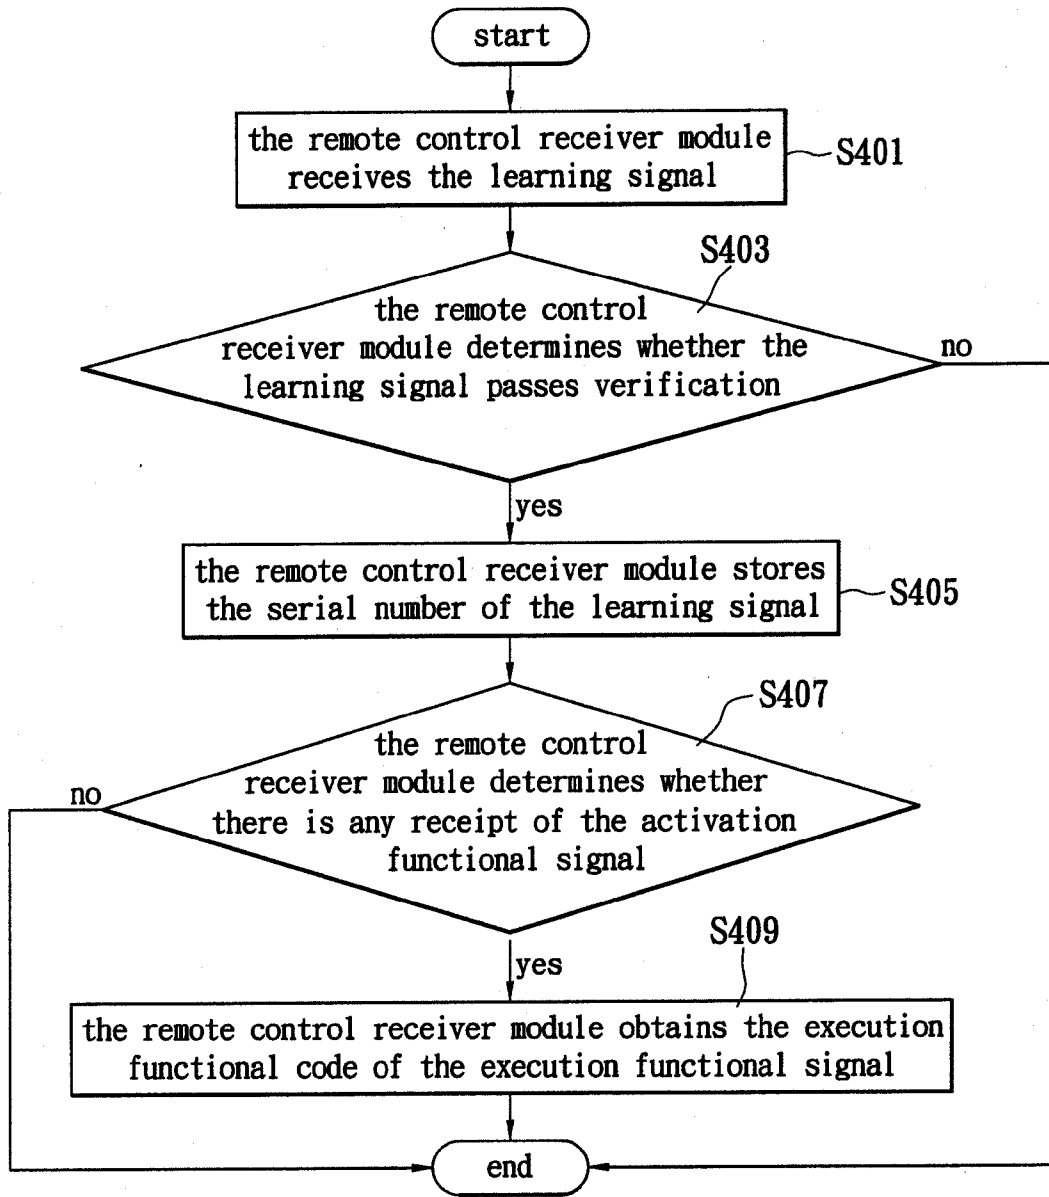 start
the remote control receiver module
receives the learning signal
S401
S403
the remote control
receiver module determines whether the
learning signal passes verification
no
yes
the remote control receiver module stores
the serial number of the learning signal
S405
S407
the remote control
receiver module determines whether
there is any receipt of the activation
functional signal
no
S409
yes
the remote control receiver module obtains the execution
functional code of the execution functional signal
end